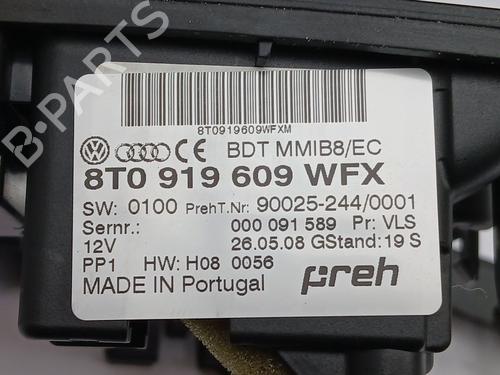 B-PARTS
8T0919609WFXM
BDT MMIB8/EC
8T0 919 609 WFX
SW: 0100 PrehT.Nr: 90025-244/0001
Sernr.: 000 091 589 Pr: VLS
12V 26.05.08 GStand: 19 S
PP1 HW: H08 0056
preh
MADE IN Portugal